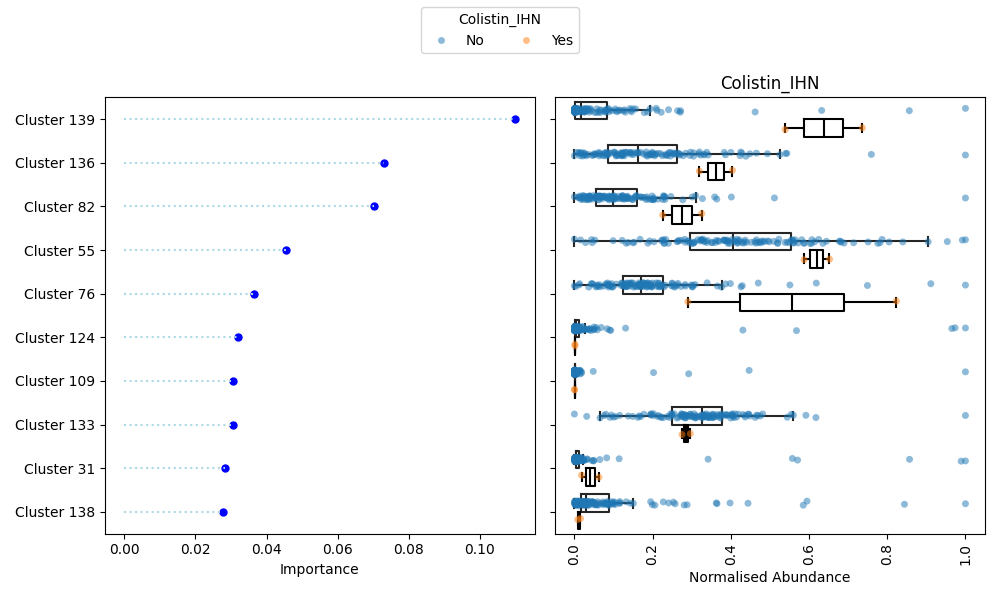 Colistin_IHN
No Yes
Colistin_IHN
Cluster 139
Cluster 136
Cluster 82
Cluster 55
Cluster 76
Cluster 124
Cluster 109
Cluster 133
Cluster 31
Cluster 138
0.00 0.02 0.04 0.06 0.08 0.10
Importance
0.0 0.2 0.4 0.6 0.8 1.0
Normalised Abundance